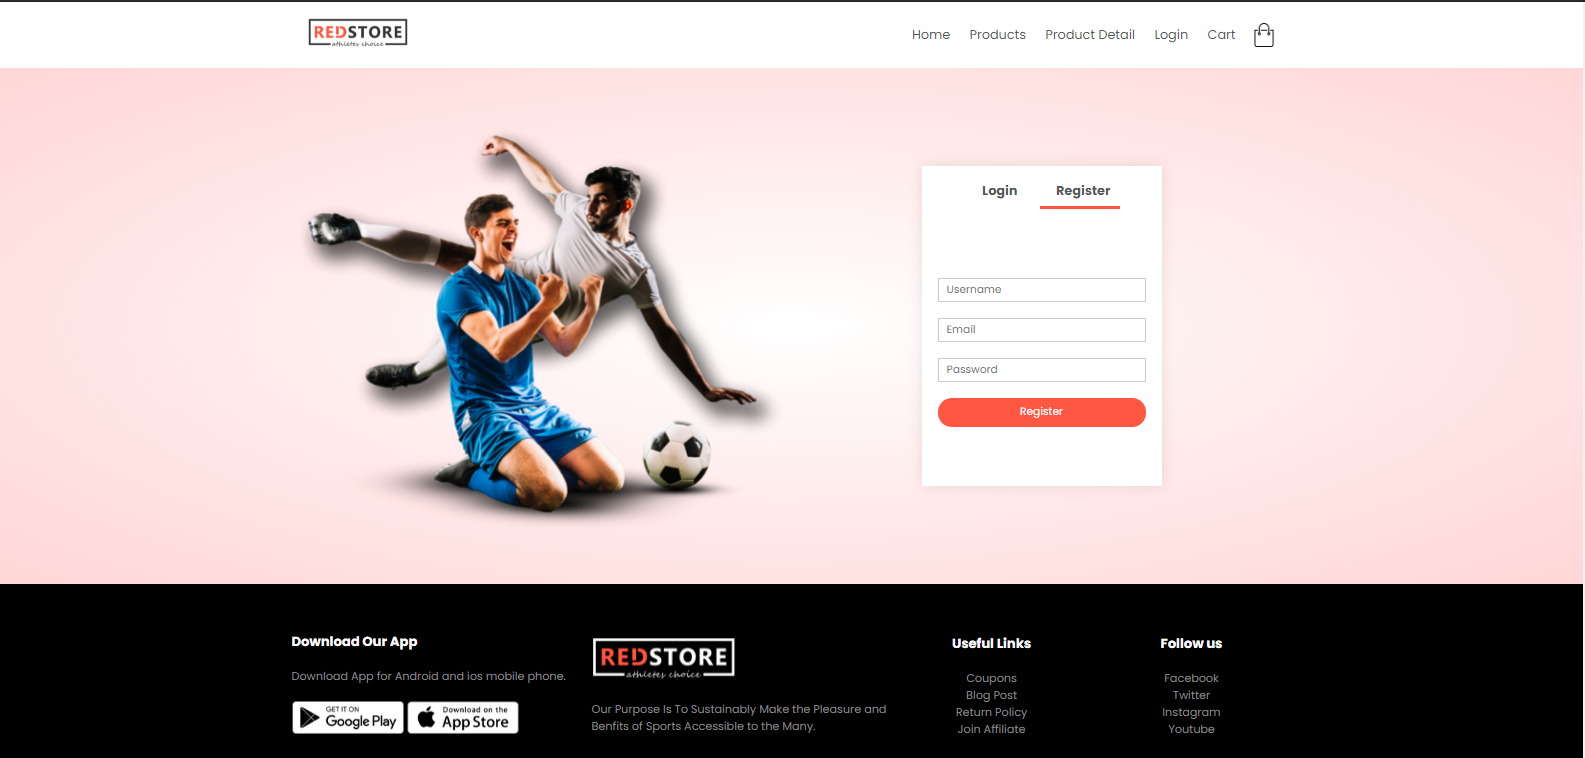 REDSTORE
athletes choice
Home Products Product Detail Login Cart
Login Register
Username
Email
Password
Register
Download Our App
Download App for Android and ios mobile phone.
GET IT ON
Google Play
Download on the
App Store
REDSTORE
athletes choice
Our Purpose Is To Sustainably Make the Pleasure and
Benfits of Sports Accessible to the Many.
Useful Links
Coupons
Blog Post
Return Policy
Join Affiliate
Follow us
Facebook
Twitter
Instagram
Youtube